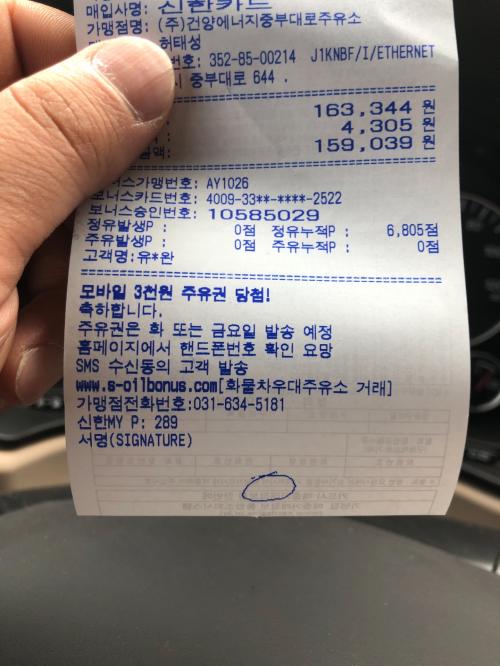 매입사명: 신한카드
가맹점명: (주)건양에너지중부대로주유소
허태성
번호: 352-85-00214 J1KNBF/I/ETHERNET
중부대로 644 .
163,344 원
4,305 원
159,039 원
보너스가맹번호: AY1026
보너스카드번호: 4009-33**-****-2522
보너스승인번호: 10585029
정유발생P : 0점 정유누적P : 6,805점
주유발생P : 0점 주유누적P : 0점
고객명:유*완
모바일 3천원 주유권 당첨!
축하합니다.
주유권은 화 또는 금요일 발송 예정
홈페이지에서 핸드폰번호 확인 요망
SMS 수신동의 고객 발송
www.s-oilbonus.com[화물차우대주유소 거래]
가맹점전화번호:031-634-5181
신한MY P: 289
서명(SIGNATURE)